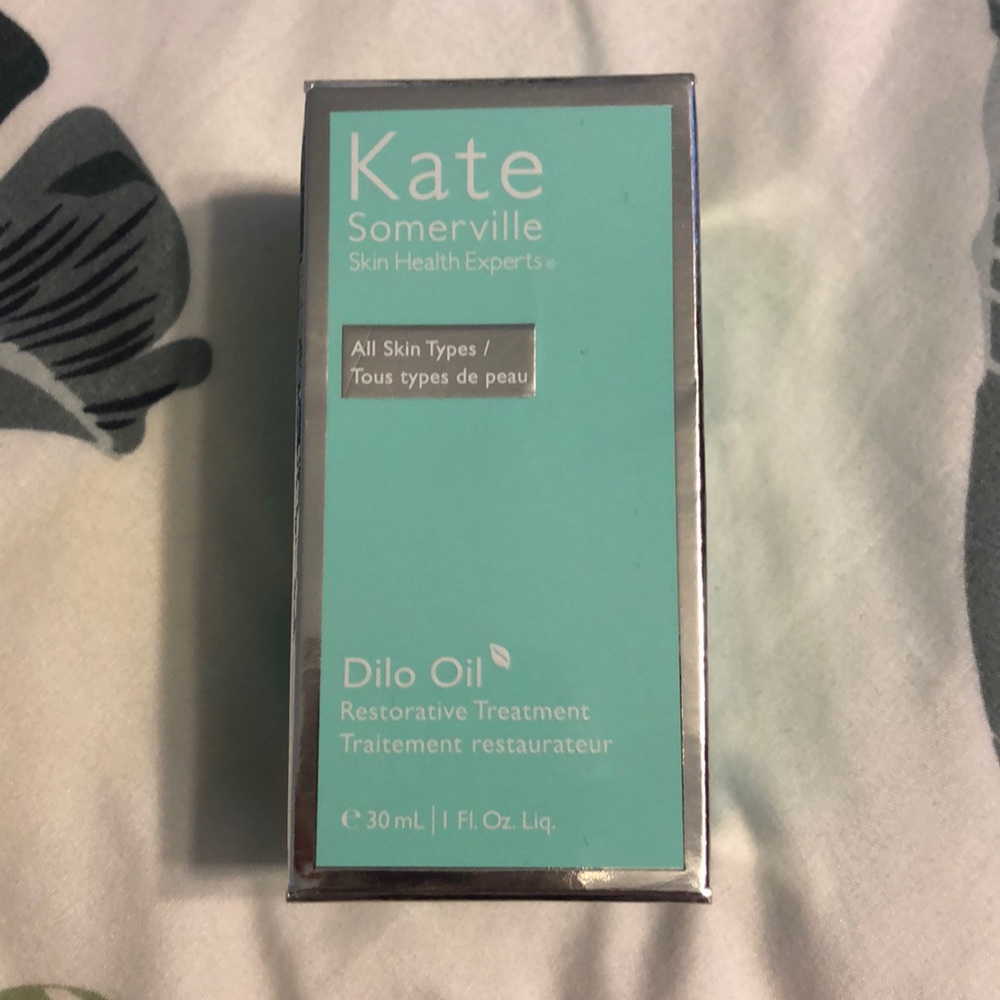 Kate
Somerville
Skin Health Experts®
All Skin Types /
Tous types de peau
Dilo Oil
Restorative Treatment
Traitement restaurateur
℮ 30 mL | 1 Fl. Oz. Liq.